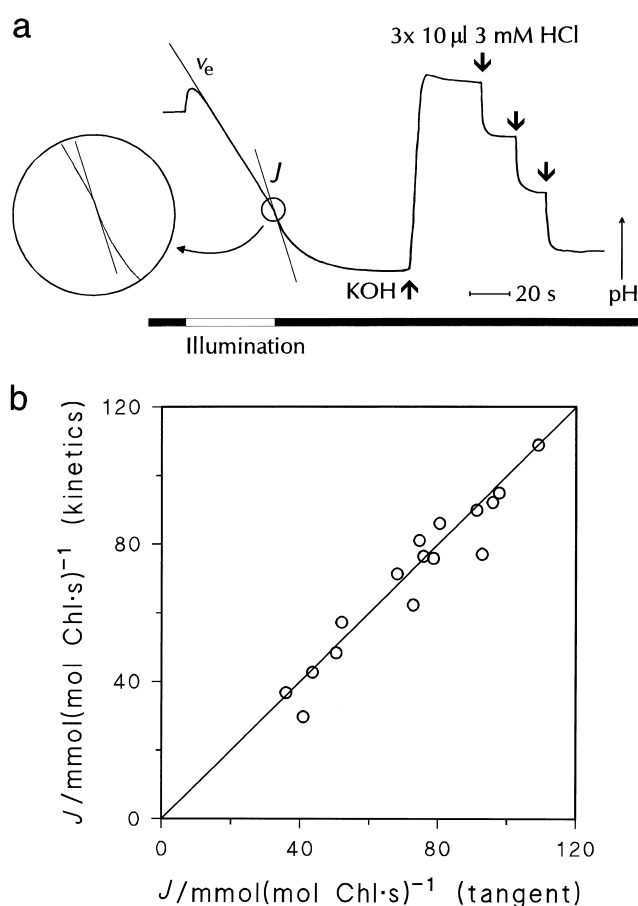 a
3x 10 µl 3 mM HCl
vₑ
J
KOH
20 s
pH
Illumination
b
120
80
40
0
J/mmol(mol Chl·s)⁻¹ (kinetics)
0 40 80 120
J/mmol(mol Chl·s)⁻¹ (tangent)